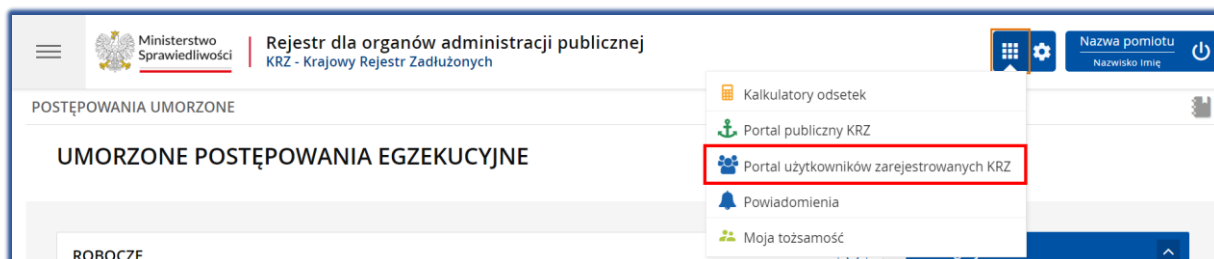 Ministerstwo
Sprawiedliwości
Rejestr dla organów administracji publicznej
KRZ - Krajowy Rejestr Zadłużonych
Nazwa pomiotu
Nazwisko Imię
POSTĘPOWANIA UMORZONE
Kalkulatory odsetek
Portal publiczny KRZ
UMORZONE POSTĘPOWANIA EGZEKUCYJNE
Portal użytkowników zarejestrowanych KRZ
Powiadomienia
Moja tożsamość
ROBOCZE